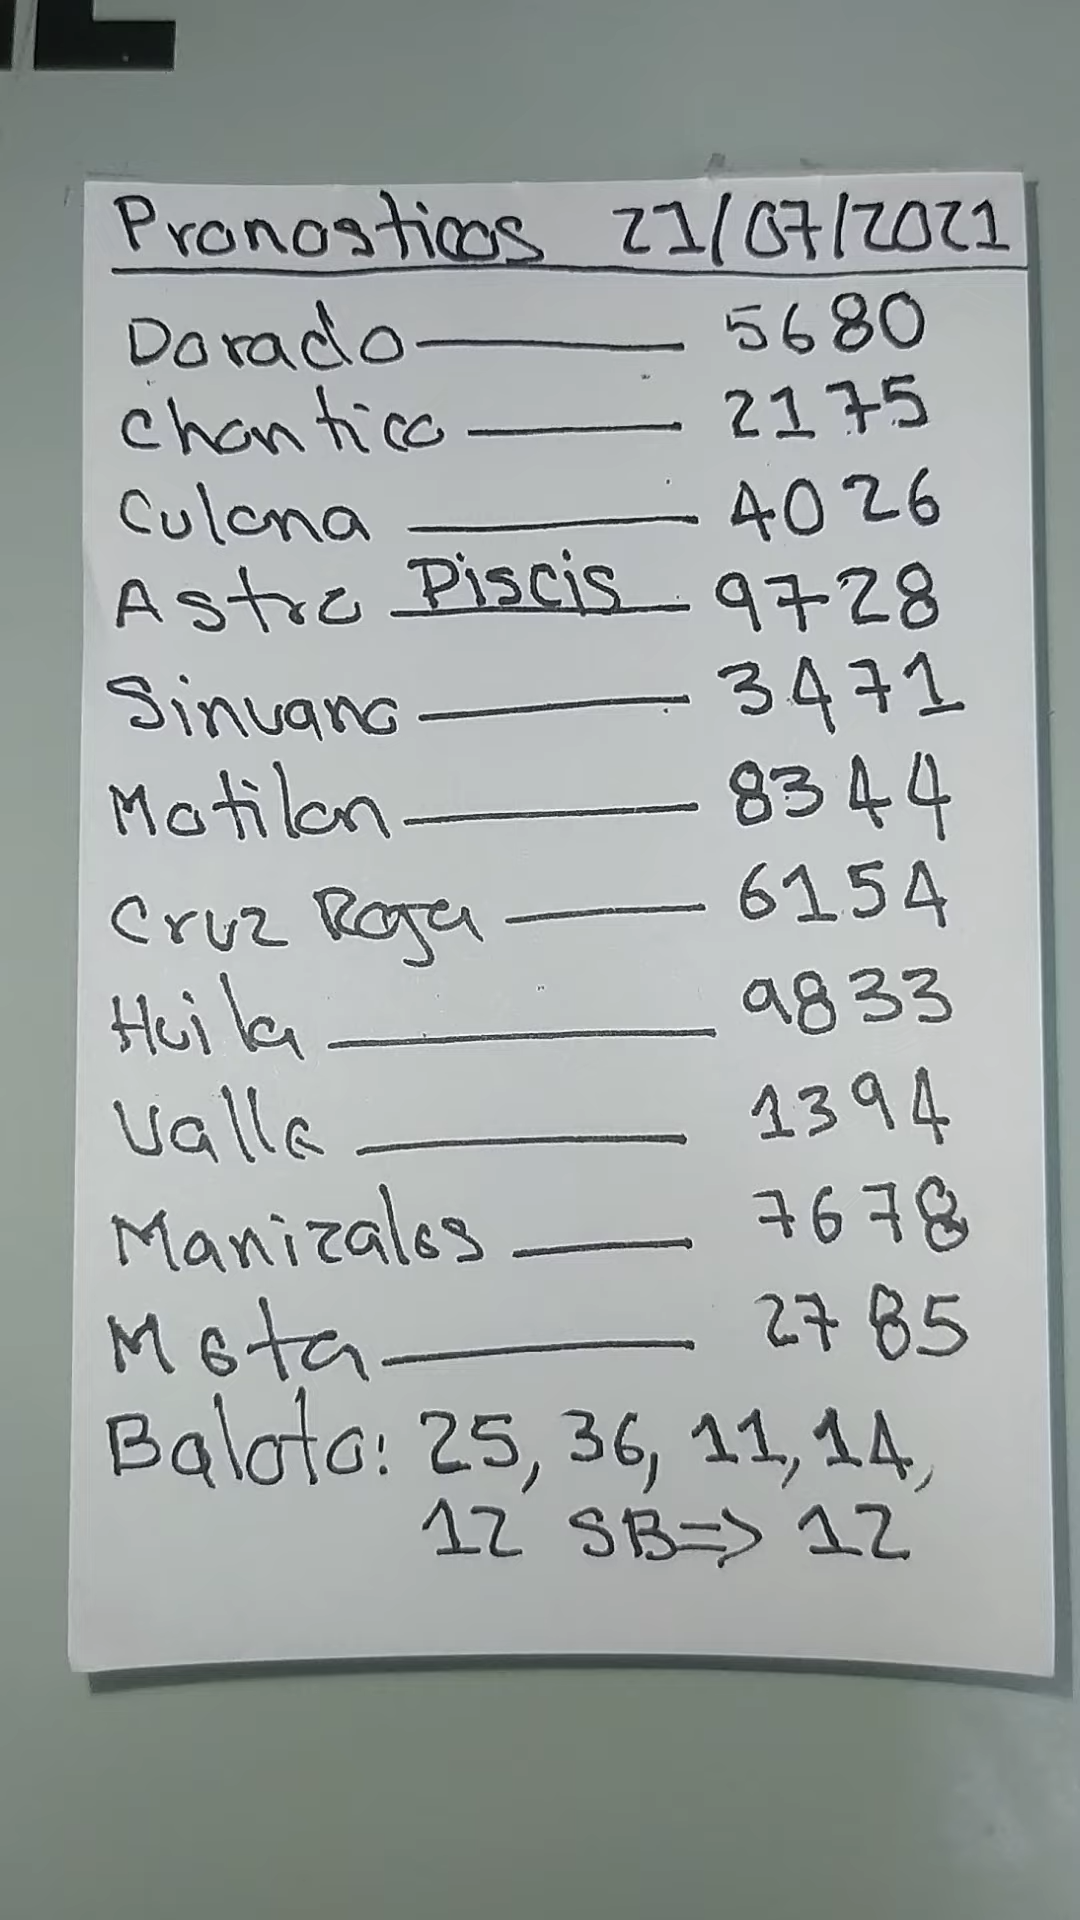 Pronosticos 21/07/2021
Dorado 5680
Chontico 2175
Culona 4026
Astro Piscis 9728
Sinuano 3471
Motilon 8344
Cruz Roja 6154
Huila 9833
Valle 1394
Manizales 7678
Meta 2785
Baloto: 25, 36, 11, 14,
12 SB=> 12